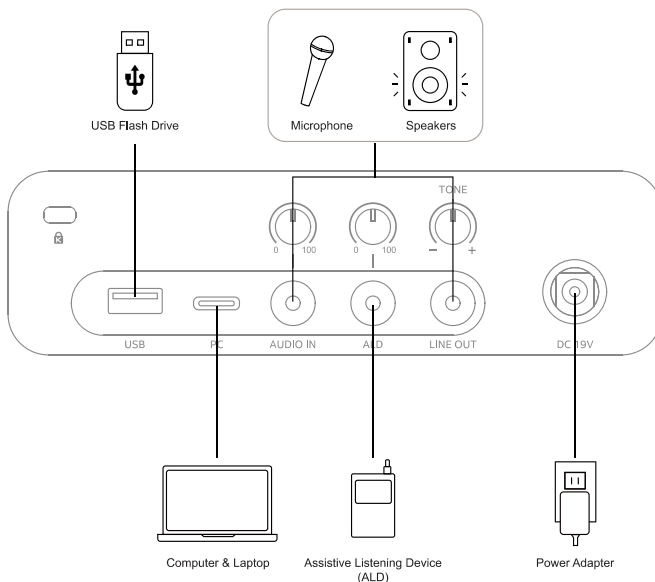 USB Flash Drive
Microphone
Speakers
TONE
0 100
0 100
− +
USB
PC
AUDIO IN
ALD
LINE OUT
DC 19V
Computer & Laptop
Assistive Listening Device
(ALD)
Power Adapter